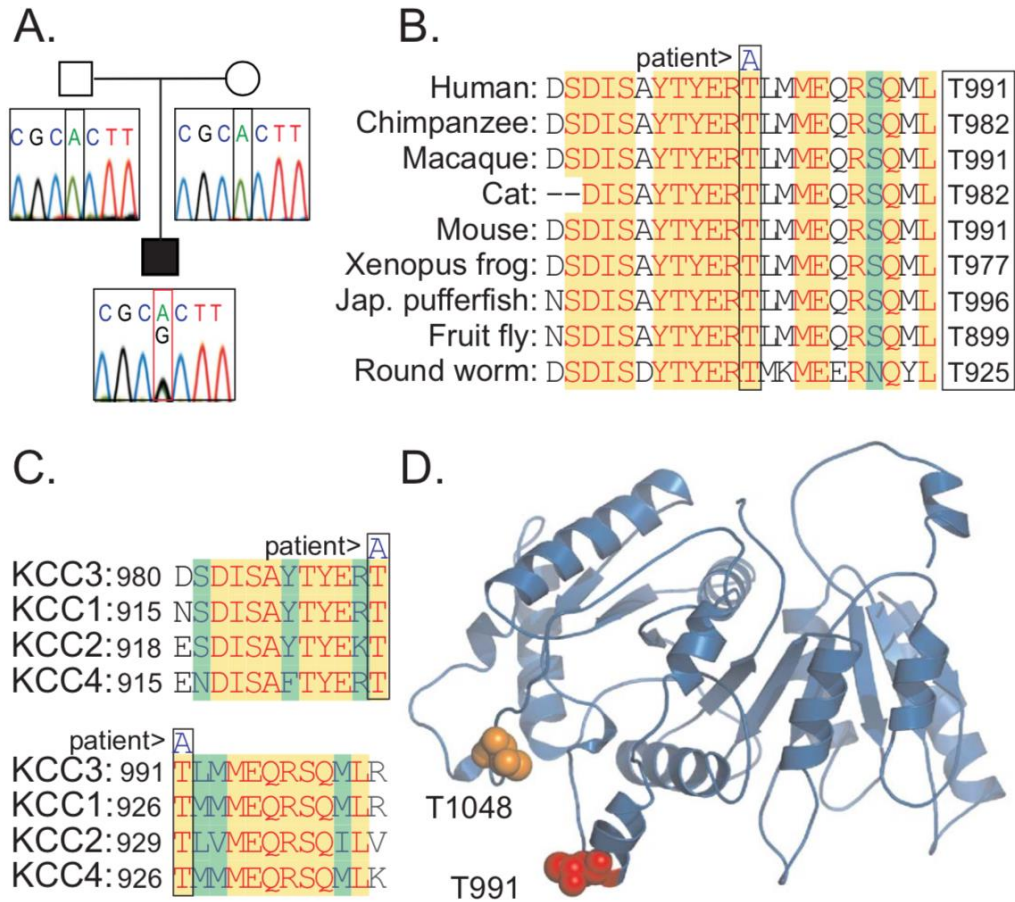 A.
CGCACTT
CGCACTT
CGCACTT
G
B.
patient> A
Human: DSDISAYTYERTLMMEQRSQML T991
Chimpanzee: DSDISAYTYERTLMMEQRSQML T982
Macaque: DSDISAYTYERTLMMEQRSQML T991
Cat: --DISAYTYERTLMMEQRSQML T982
Mouse: DSDISAYTYERTLMMEQRSQML T991
Xenopus frog: DSDISAYTYERTLMMEQRSQML T977
Jap. pufferfish: NSDISAYTYERTLMMEQRSQML T996
Fruit fly: NSDISAYTYERTLMMEQRSQML T899
Round worm: DSDISDYTYERTMKMEERNQYL T925
C.
patient> A
KCC3: 980 DSDISAYTYERT
KCC1: 915 NSDISAYTYERT
KCC2: 918 ESDISAYTYEKT
KCC4: 915 ENDISAFTYERT
patient> A
KCC3: 991 TLMMEQRSQMLR
KCC1: 926 TMMMEQRSQMLR
KCC2: 929 TLVMEQRSQILV
KCC4: 926 TMMMEQRSQMLK
D.
T1048
T991